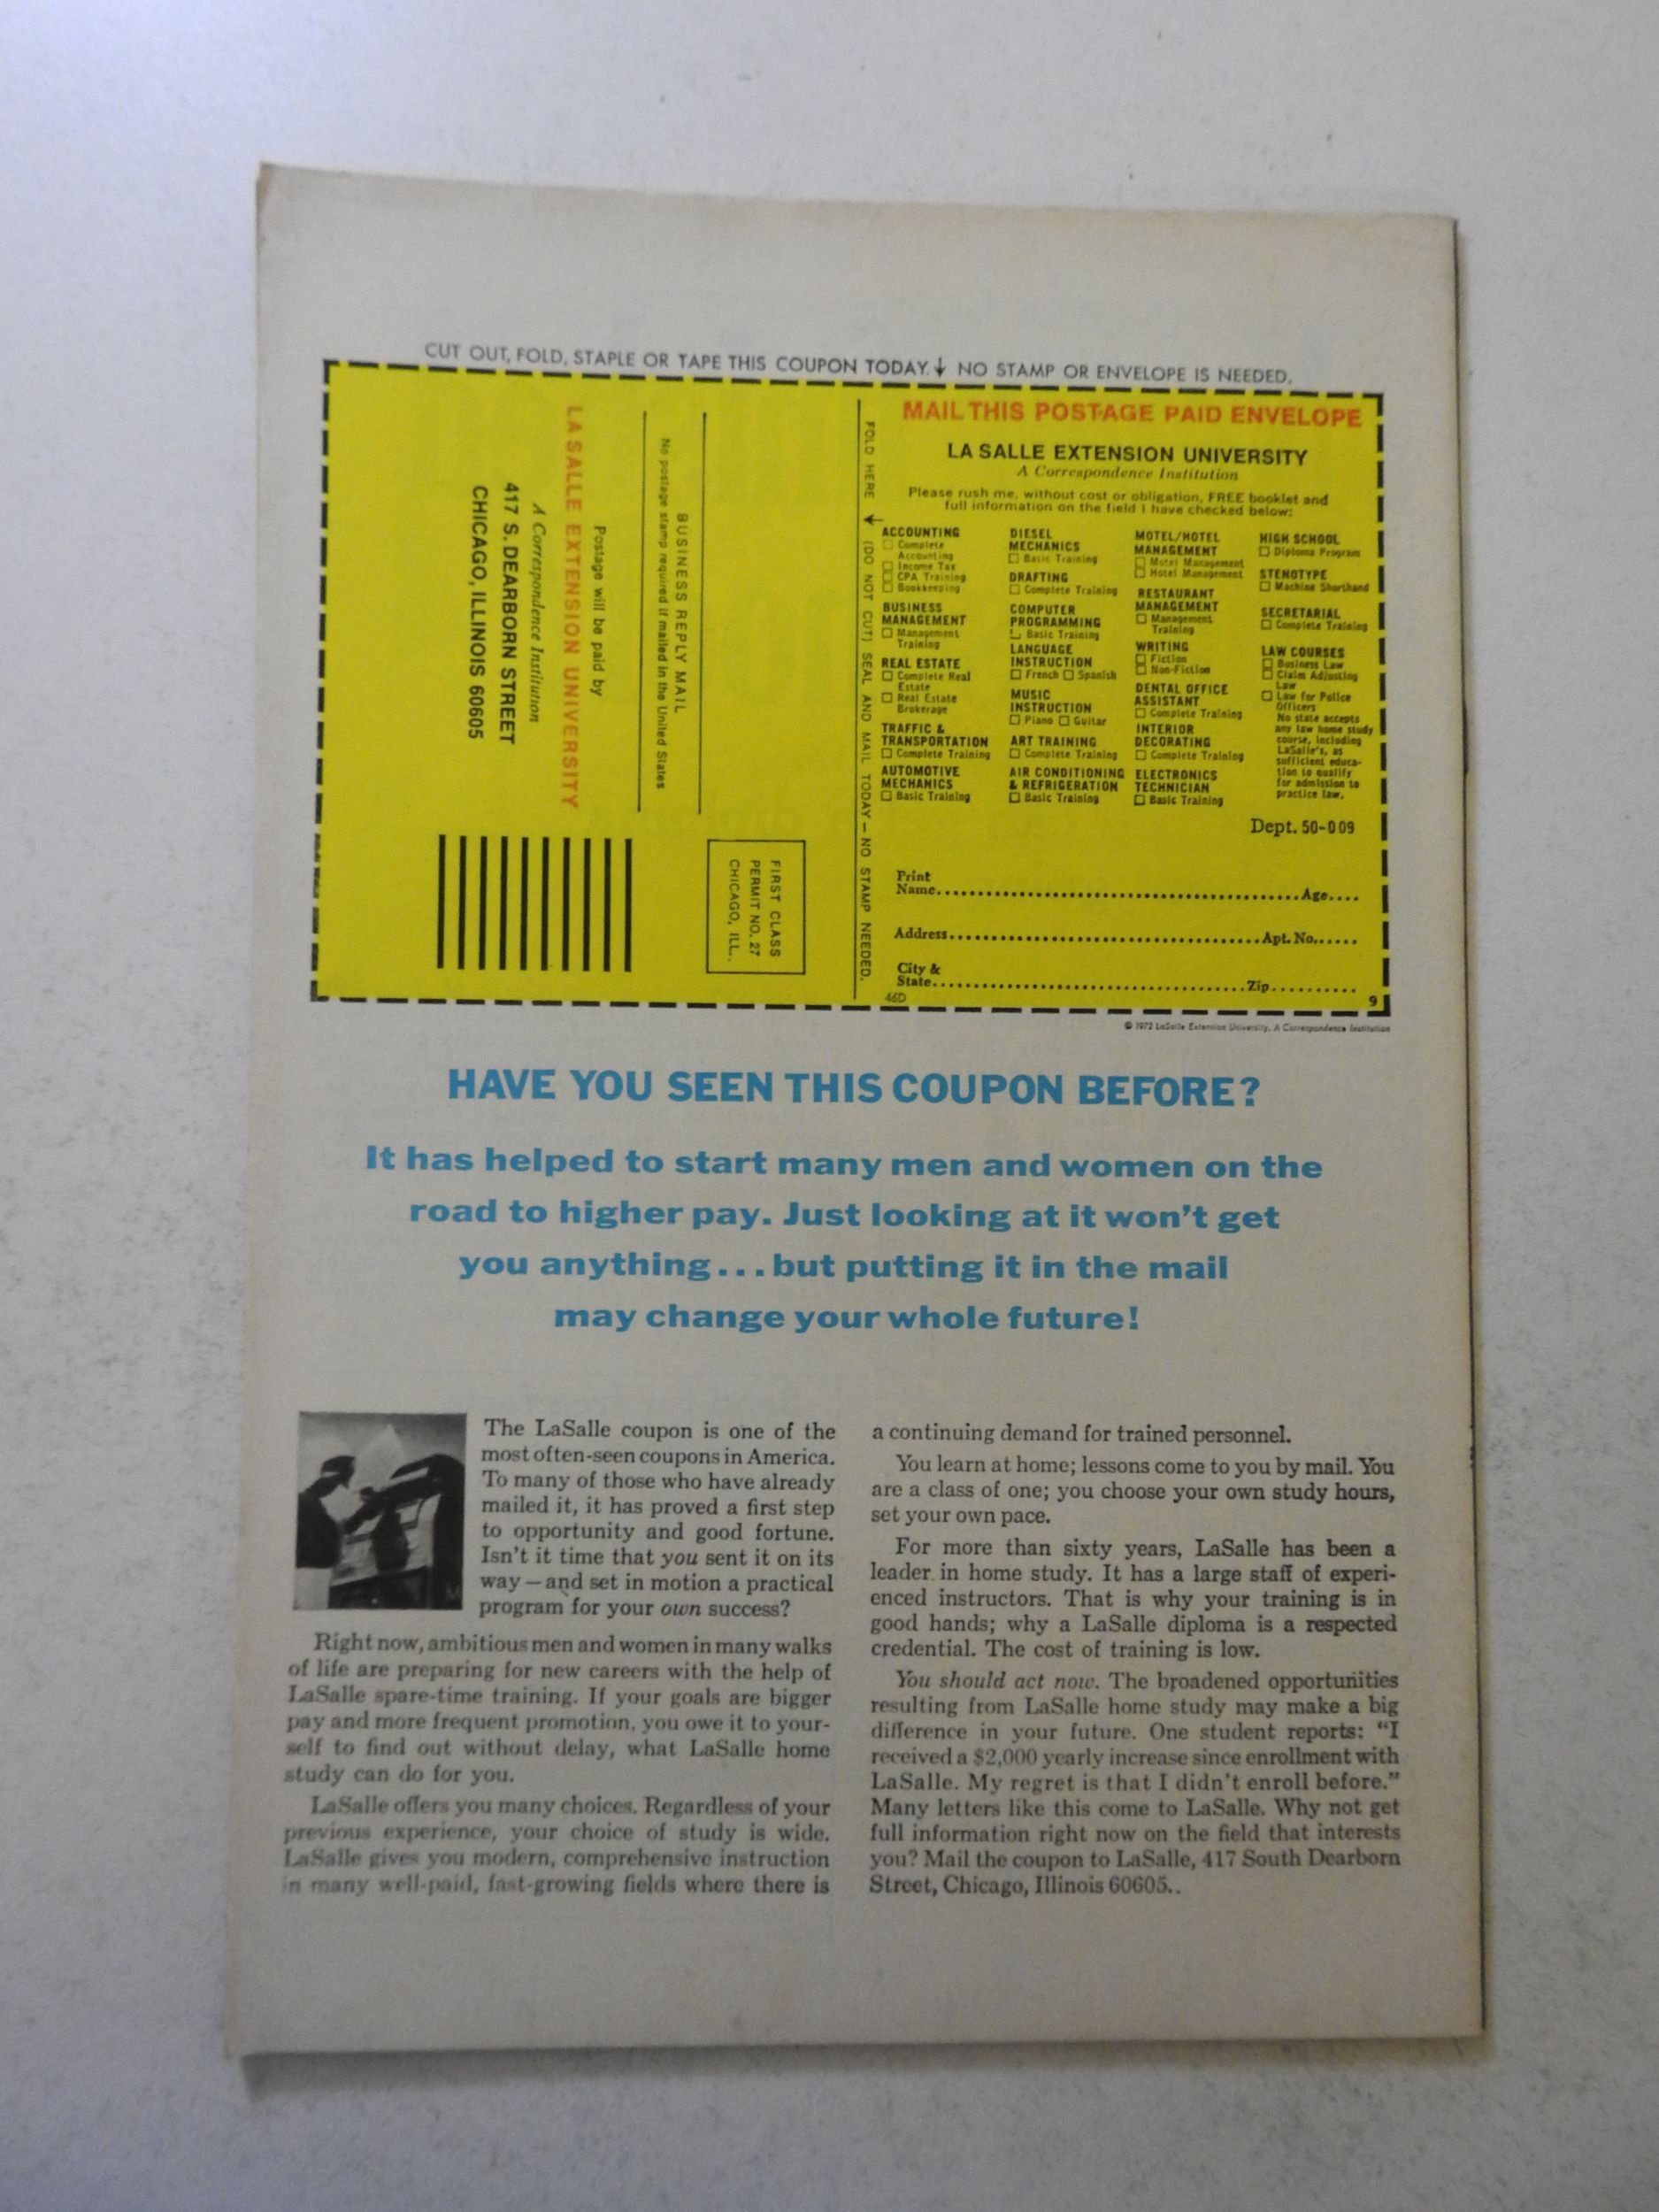 CUT OUT, FOLD, STAPLE OR TAPE THIS COUPON TODAY. ↓ NO STAMP OR ENVELOPE IS NEEDED.
FIRST CLASS
PERMIT NO. 27
CHICAGO, ILL.
BUSINESS REPLY MAIL
No postage stamp required if mailed in the United States
Postage will be paid by
LA SALLE EXTENSION UNIVERSITY
A Correspondence Institution
417 S. DEARBORN STREET
CHICAGO, ILLINOIS 60605
FOLD HERE ← (DO NOT CUT) SEAL AND MAIL TODAY — NO STAMP NEEDED.
MAIL THIS POSTAGE PAID ENVELOPE
LA SALLE EXTENSION UNIVERSITY
A Correspondence Institution
Please rush me, without cost or obligation, FREE booklet and
full information on the field I have checked below:
ACCOUNTING
☐ Complete
Accounting
☐ Income Tax
☐ CPA Training
☐ Bookkeeping
BUSINESS
MANAGEMENT
☐ Management
Training
REAL ESTATE
☐ Complete Real
Estate
☐ Real Estate
Brokerage
TRAFFIC &
TRANSPORTATION
☐ Complete Training
AUTOMOTIVE
MECHANICS
☐ Basic Training
DIESEL
MECHANICS
☐ Basic Training
DRAFTING
☐ Complete Training
COMPUTER
PROGRAMMING
☐ Basic Training
LANGUAGE
INSTRUCTION
☐ French ☐ Spanish
MUSIC
INSTRUCTION
☐ Piano ☐ Guitar
ART TRAINING
☐ Complete Training
AIR CONDITIONING
& REFRIGERATION
☐ Basic Training
MOTEL/HOTEL
MANAGEMENT
☐ Motel Management
☐ Hotel Management
RESTAURANT
MANAGEMENT
☐ Management
Training
WRITING
☐ Fiction
☐ Non-Fiction
DENTAL OFFICE
ASSISTANT
☐ Complete Training
INTERIOR
DECORATING
☐ Complete Training
ELECTRONICS
TECHNICIAN
☐ Basic Training
HIGH SCHOOL
☐ Diploma Program
STENOTYPE
☐ Machine Shorthand
SECRETARIAL
☐ Complete Training
LAW COURSES
☐ Business Law
☐ Claim Adjusting
Law
☐ Law for Police
Officers
No state accepts
any law home study
course, including
LaSalle's, as
sufficient educa-
tion to qualify
for admission to
practice law.
Dept. 50-009
Print
Name.....Age....
Address.....Apt. No......
City &
State.....Zip..........
46D
9
© 1972 LaSalle Extension University, A Correspondence Institution
HAVE YOU SEEN THIS COUPON BEFORE?
It has helped to start many men and women on the
road to higher pay. Just looking at it won't get
you anything...but putting it in the mail
may change your whole future!
The LaSalle coupon is one of the
most often-seen coupons in America.
To many of those who have already
mailed it, it has proved a first step
to opportunity and good fortune.
Isn't it time that you sent it on its
way—and set in motion a practical
program for your own success?
Right now, ambitious men and women in many walks
of life are preparing for new careers with the help of
LaSalle spare-time training. If your goals are bigger
pay and more frequent promotion, you owe it to your-
self to find out without delay, what LaSalle home
study can do for you.
LaSalle offers you many choices. Regardless of your
previous experience, your choice of study is wide.
LaSalle gives you modern, comprehensive instruction
in many well-paid, fast-growing fields where there is
a continuing demand for trained personnel.
You learn at home; lessons come to you by mail. You
are a class of one; you choose your own study hours,
set your own pace.
For more than sixty years, LaSalle has been a
leader in home study. It has a large staff of experi-
enced instructors. That is why your training is in
good hands; why a LaSalle diploma is a respected
credential. The cost of training is low.
You should act now. The broadened opportunities
resulting from LaSalle home study may make a big
difference in your future. One student reports: “I
received a $2,000 yearly increase since enrollment with
LaSalle. My regret is that I didn't enroll before.”
Many letters like this come to LaSalle. Why not get
full information right now on the field that interests
you? Mail the coupon to LaSalle, 417 South Dearborn
Street, Chicago, Illinois 60605..